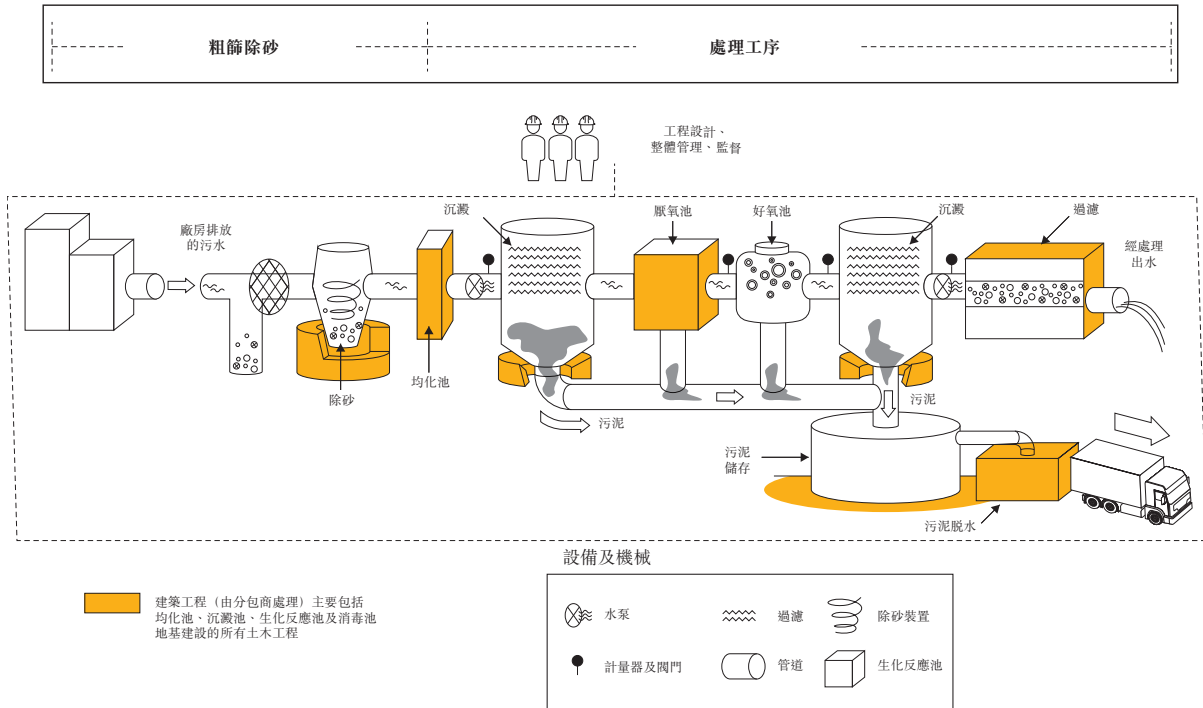 粗篩除砂
處理工序
工程設計、
整體管理、監督
廠房排放
的污水
沉澱
厭氧池
好氧池
沉澱
過濾
經處理
出水
除砂
均化池
污泥
污泥
污泥
儲存
污泥脫水
設備及機械
建築工程（由分包商處理）主要包括
均化池、沉澱池、生化反應池及消毒池
地基建設的所有土木工程
水泵
過濾
除砂裝置
計量器及閥門
管道
生化反應池